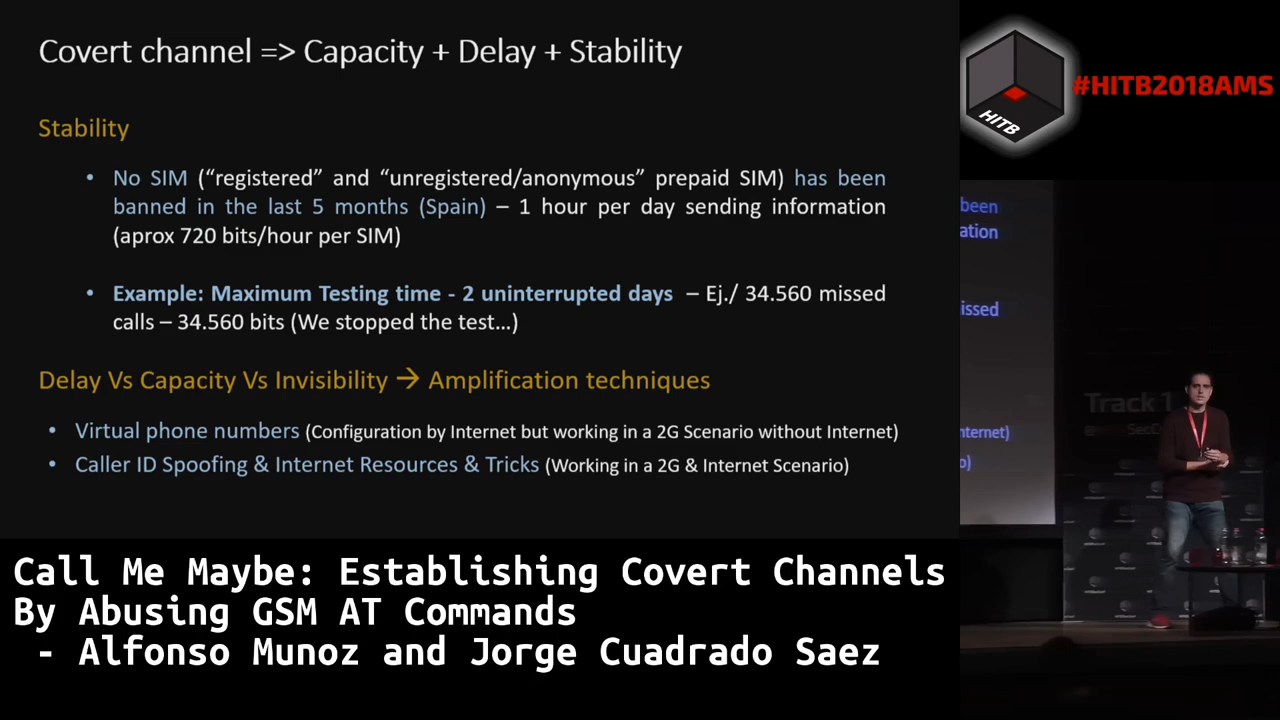 Covert channel => Capacity + Delay + Stability
Stability
• No SIM (“registered” and “unregistered/anonymous” prepaid SIM) has been
banned in the last 5 months (Spain) – 1 hour per day sending information
(aprox 720 bits/hour per SIM)
• Example: Maximum Testing time - 2 uninterrupted days – Ej./ 34.560 missed
calls – 34.560 bits (We stopped the test…)
Delay Vs Capacity Vs Invisibility → Amplification techniques
• Virtual phone numbers (Configuration by Internet but working in a 2G Scenario without Internet)
• Caller ID Spoofing & Internet Resources & Tricks (Working in a 2G & Internet Scenario)
HITB
#HITB2018AMS
been
ation
issed
nternet)
o)
Track 1
Call Me Maybe: Establishing Covert Channels
By Abusing GSM AT Commands
- Alfonso Munoz and Jorge Cuadrado Saez